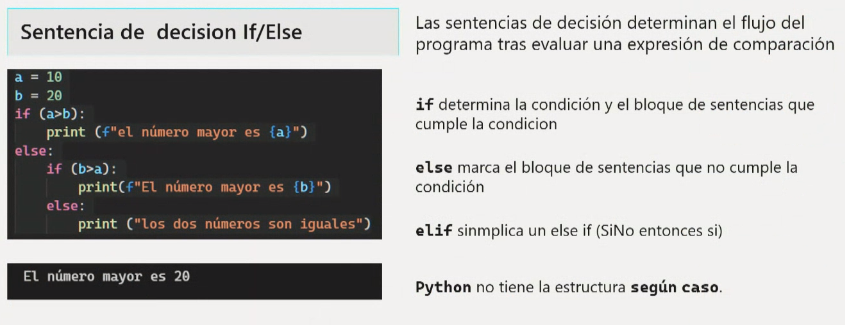 Sentencia de decision If/Else
a = 10
b = 20
if (a>b):
    print (f"el número mayor es {a}")
else:
    if (b>a):
        print(f"El número mayor es {b}")
    else:
        print ("los dos números son iguales")
El número mayor es 20
Las sentencias de decisión determinan el flujo del
programa tras evaluar una expresión de comparación
if determina la condición y el bloque de sentencias que
cumple la condicion
else marca el bloque de sentencias que no cumple la
condición
elif sinmplica un else if (SiNo entonces si)
Python no tiene la estructura según caso.